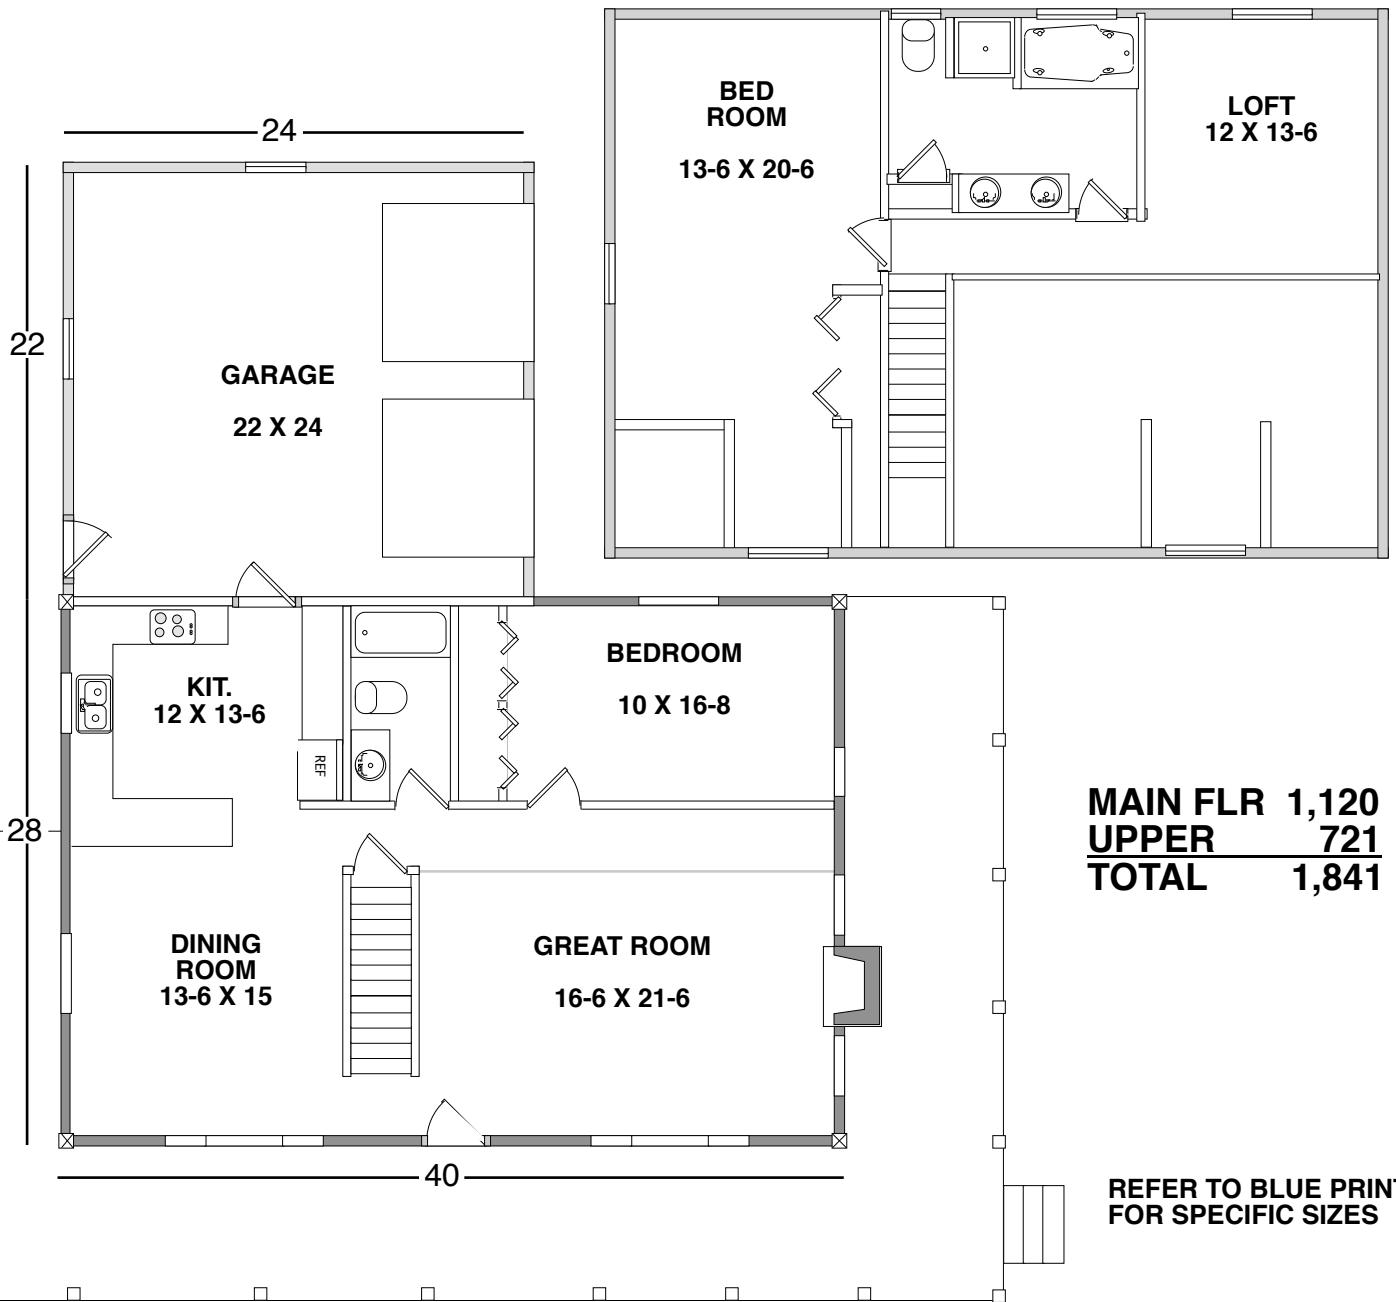 BED
ROOM
13-6 X 20-6
LOFT
12 X 13-6
24
22
GARAGE
22 X 24
KIT.
12 X 13-6
REF
BEDROOM
10 X 16-8
28
MAIN FLR 1,120
UPPER 721
TOTAL 1,841
DINING
ROOM
13-6 X 15
GREAT ROOM
16-6 X 21-6
40
REFER TO BLUE PRINT
FOR SPECIFIC SIZES